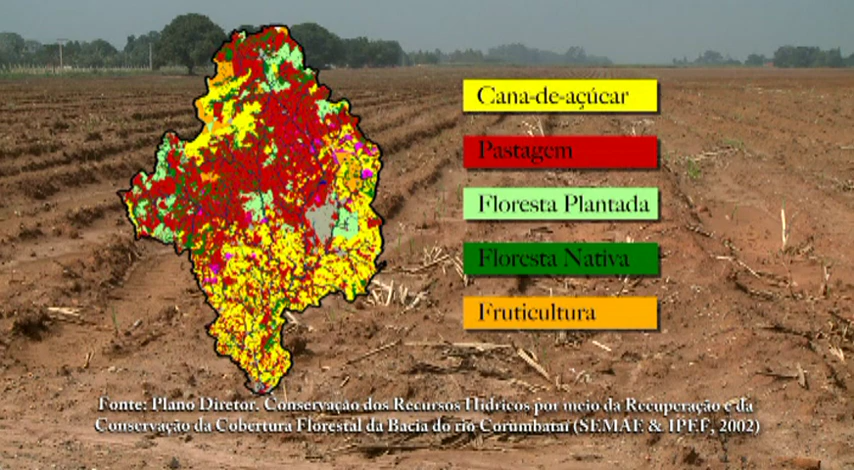 Cana-de-açúcar
Pastagem
Floresta Plantada
Floresta Nativa
Fruticultura
Fonte: Plano Diretor. Conservação dos Recursos Hídricos por meio da Recuperação e da
Conservação da Cobertura Florestal da Bacia do rio Corumbataí (SEMAE & IPEF, 2002)